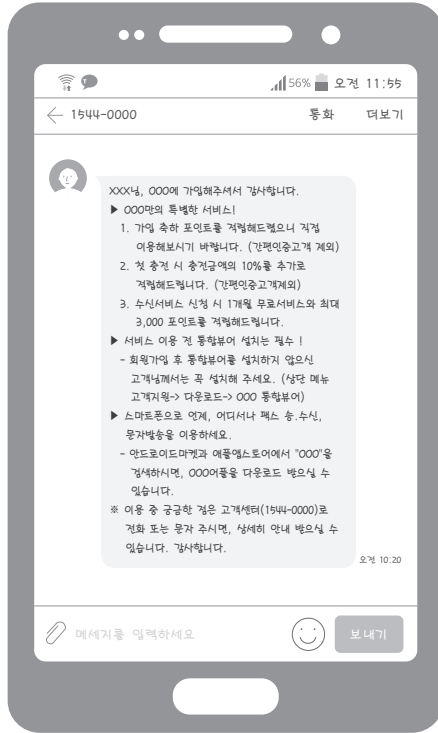 56% 오전 11:55
1544-0000 통화 더보기
XXX님, OOO에 가입해주셔서 감사합니다.
▶ OOO만의 특별한 서비스!
1. 가입 축하 포인트를 적립해드렸으니 직접
이용해보시기 바랍니다. (간편인증고객 제외)
2. 첫 충전 시 충전금액의 10%를 추가로
적립해드립니다. (간편인증고객제외)
3. 수신서비스 신청 시 1개월 무료서비스와 최대
3,000 포인트를 적립해드립니다.
▶ 서비스 이용 전 통합뷰어 설치는 필수 !
- 회원가입 후 통합뷰어를 설치하지 않으신
고객님께서는 꼭 설치해 주세요. (상단 메뉴
고객지원-> 다운로드-> OOO 통합뷰어)
▶ 스마트폰으로 언제, 어디서나 팩스 송.수신,
문자발송을 이용하세요.
- 안드로이드마켓과 애플앱스토어에서 "OOO"을
검색하시면, OOO어플을 다운로드 받으실 수
있습니다.
※ 이용 중 궁금한 점은 고객센터(1544-0000)로
전화 또는 문자 주시면, 상세히 안내 받으실 수
있습니다. 감사합니다.
오전 10:20
메세지를 입력하세요 보내기